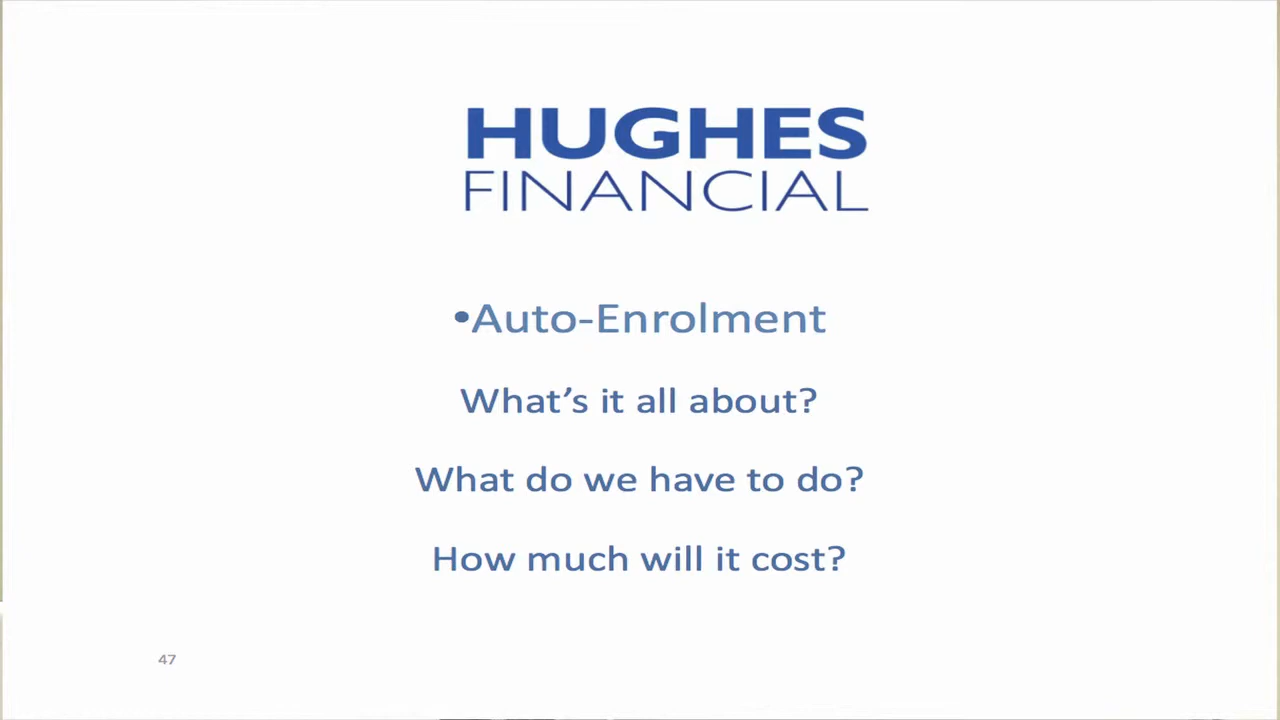 HUGHES
FINANCIAL
•Auto-Enrolment
What’s it all about?
What do we have to do?
How much will it cost?
47